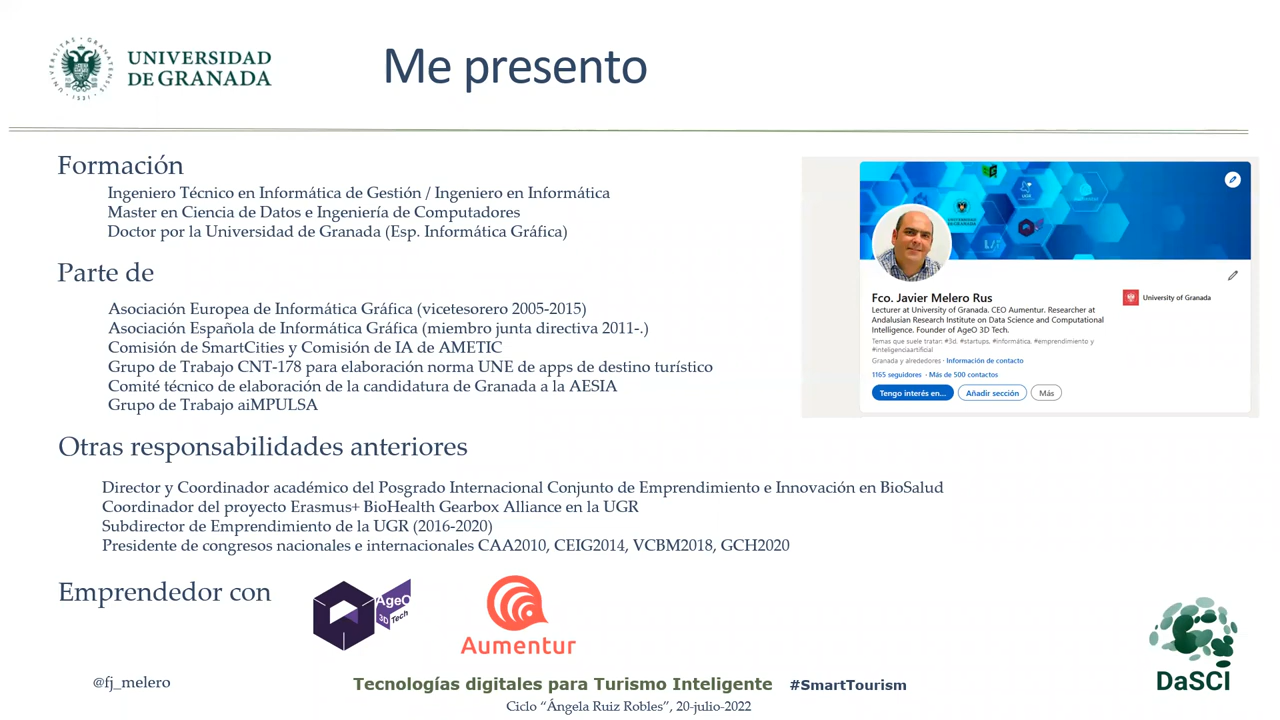 UNIVERSIDAD
DE GRANADA
Me presento
Formación
Ingeniero Técnico en Informática de Gestión / Ingeniero en Informática
Master en Ciencia de Datos e Ingeniería de Computadores
Doctor por la Universidad de Granada (Esp. Informática Gráfica)
Parte de
Asociación Europea de Informática Gráfica (vicetesorero 2005-2015)
Asociación Española de Informática Gráfica (miembro junta directiva 2011-.)
Comisión de SmartCities y Comisión de IA de AMETIC
Grupo de Trabajo CNT-178 para elaboración norma UNE de apps de destino turístico
Comité técnico de elaboración de la candidatura de Granada a la AESIA
Grupo de Trabajo aiMPULSA
Fco. Javier Melero Rus
Lecturer at University of Granada. CEO Aumentur. Researcher at
Andalusian Research Institute on Data Science and Computational
Intelligence. Founder of AgeO 3D Tech.
Temas que suele tratar: #3d, #startups, #informática, #emprendimiento y
#inteligenciaartificial
Granada y alrededores · Información de contacto
1165 seguidores · Más de 500 contactos
Tengo interés en... Añadir sección Más
University of Granada
Otras responsabilidades anteriores
Director y Coordinador académico del Posgrado Internacional Conjunto de Emprendimiento e Innovación en BioSalud
Coordinador del proyecto Erasmus+ BioHealth Gearbox Alliance en la UGR
Subdirector de Emprendimiento de la UGR (2016-2020)
Presidente de congresos nacionales e internacionales CAA2010, CEIG2014, VCBM2018, GCH2020
Emprendedor con
AgeO
3D Tech
Aumentur
DaSCI
@fj_melero
Tecnologías digitales para Turismo Inteligente #SmartTourism
Ciclo “Ángela Ruiz Robles”, 20-julio-2022